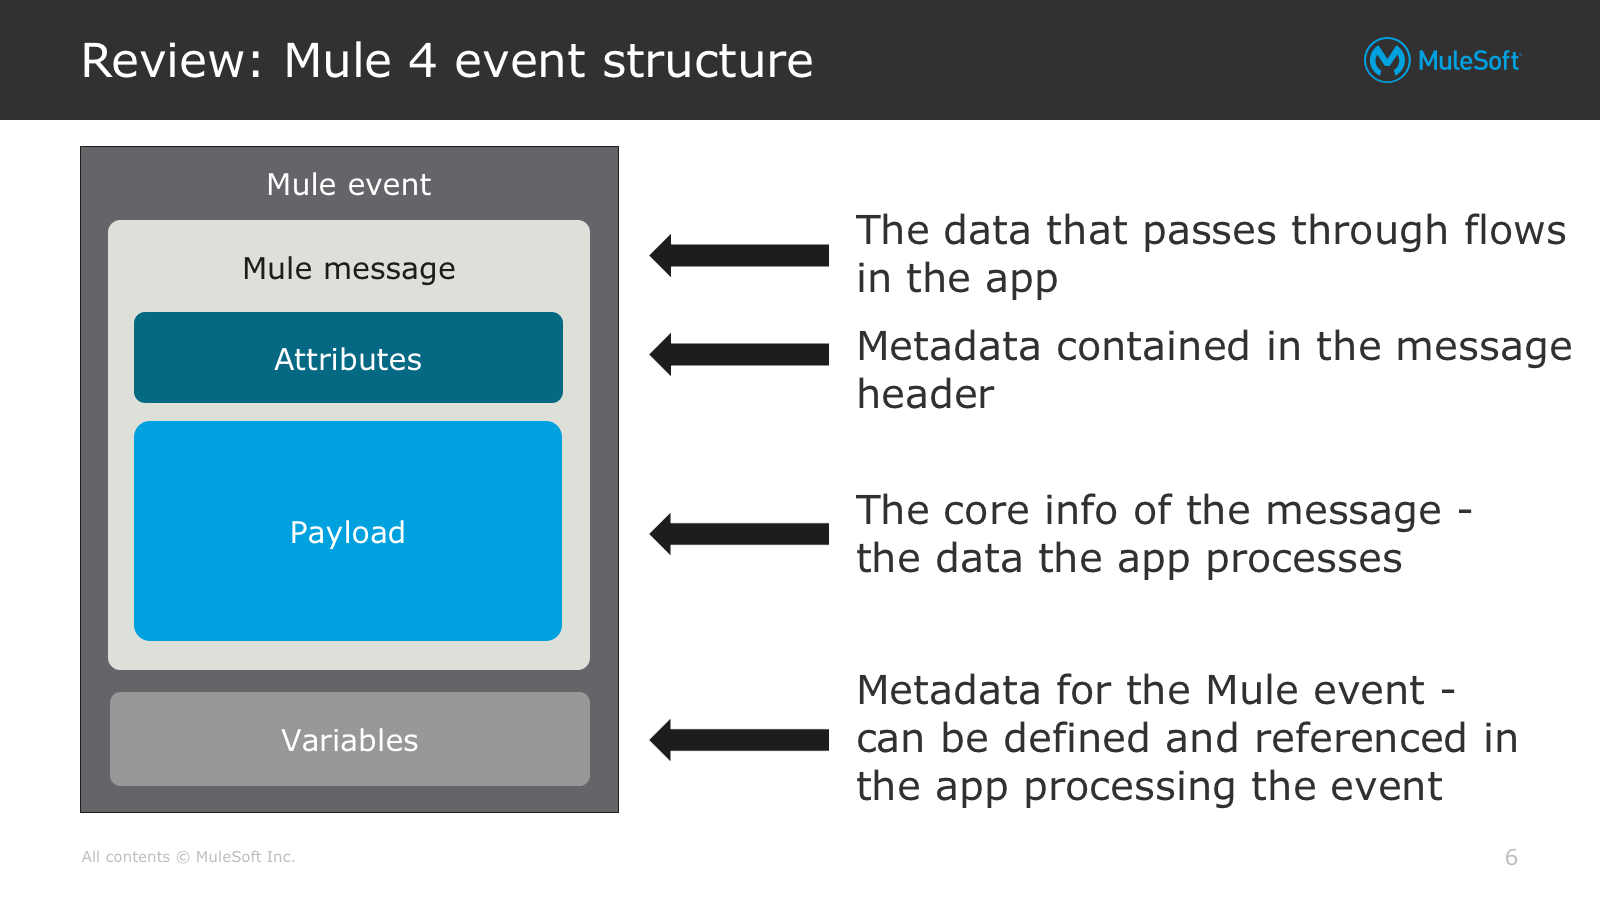 Review: Mule 4 event structure
MuleSoft
Mule event
Mule message
Attributes
Payload
Variables
The data that passes through flows
in the app
Metadata contained in the message
header
The core info of the message -
the data the app processes
Metadata for the Mule event -
can be defined and referenced in
the app processing the event
All contents © MuleSoft Inc.
6